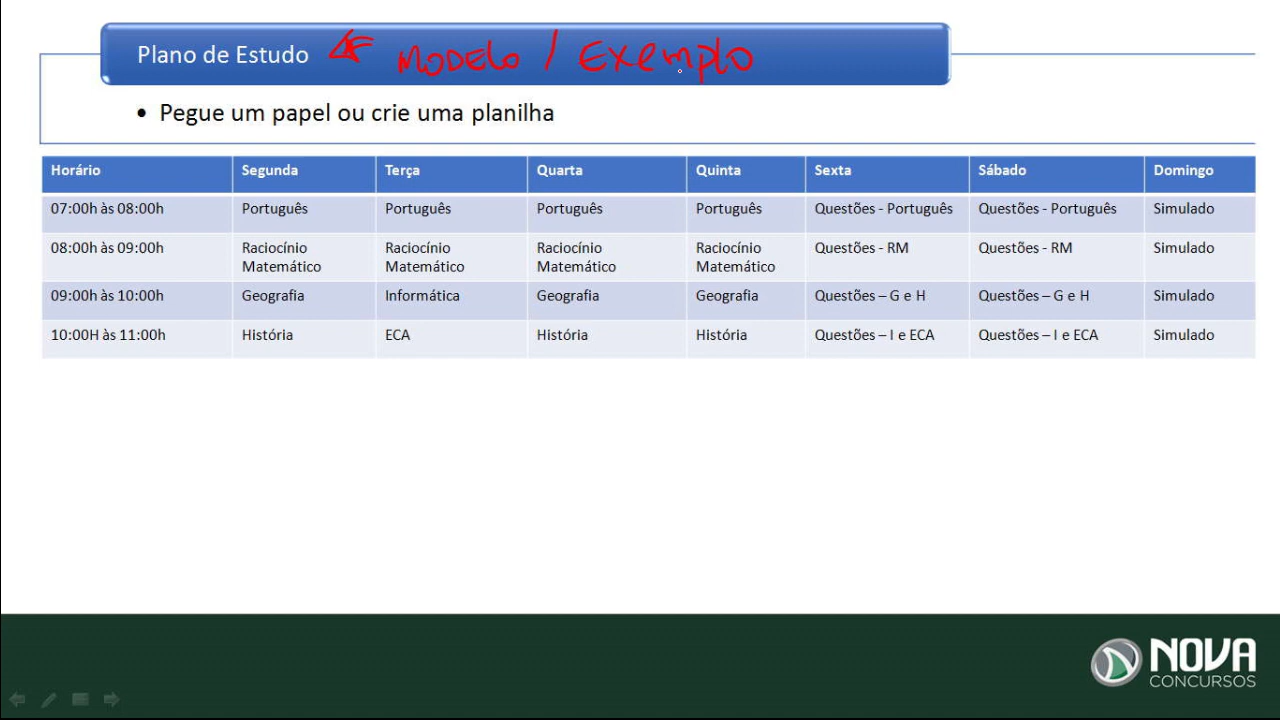 Plano de Estudo MODELO / Exemplo
• Pegue um papel ou crie uma planilha
Horário Segunda Terça Quarta Quinta Sexta Sábado Domingo
07:00h às 08:00h Português Português Português Português Questões - Português Questões - Português Simulado
08:00h às 09:00h Raciocínio Matemático Raciocínio Matemático Raciocínio Matemático Raciocínio Matemático Questões - RM Questões - RM Simulado
09:00h às 10:00h Geografia Informática Geografia Geografia Questões – G e H Questões – G e H Simulado
10:00H às 11:00h História ECA História História Questões – I e ECA Questões – I e ECA Simulado
NOVA
CONCURSOS